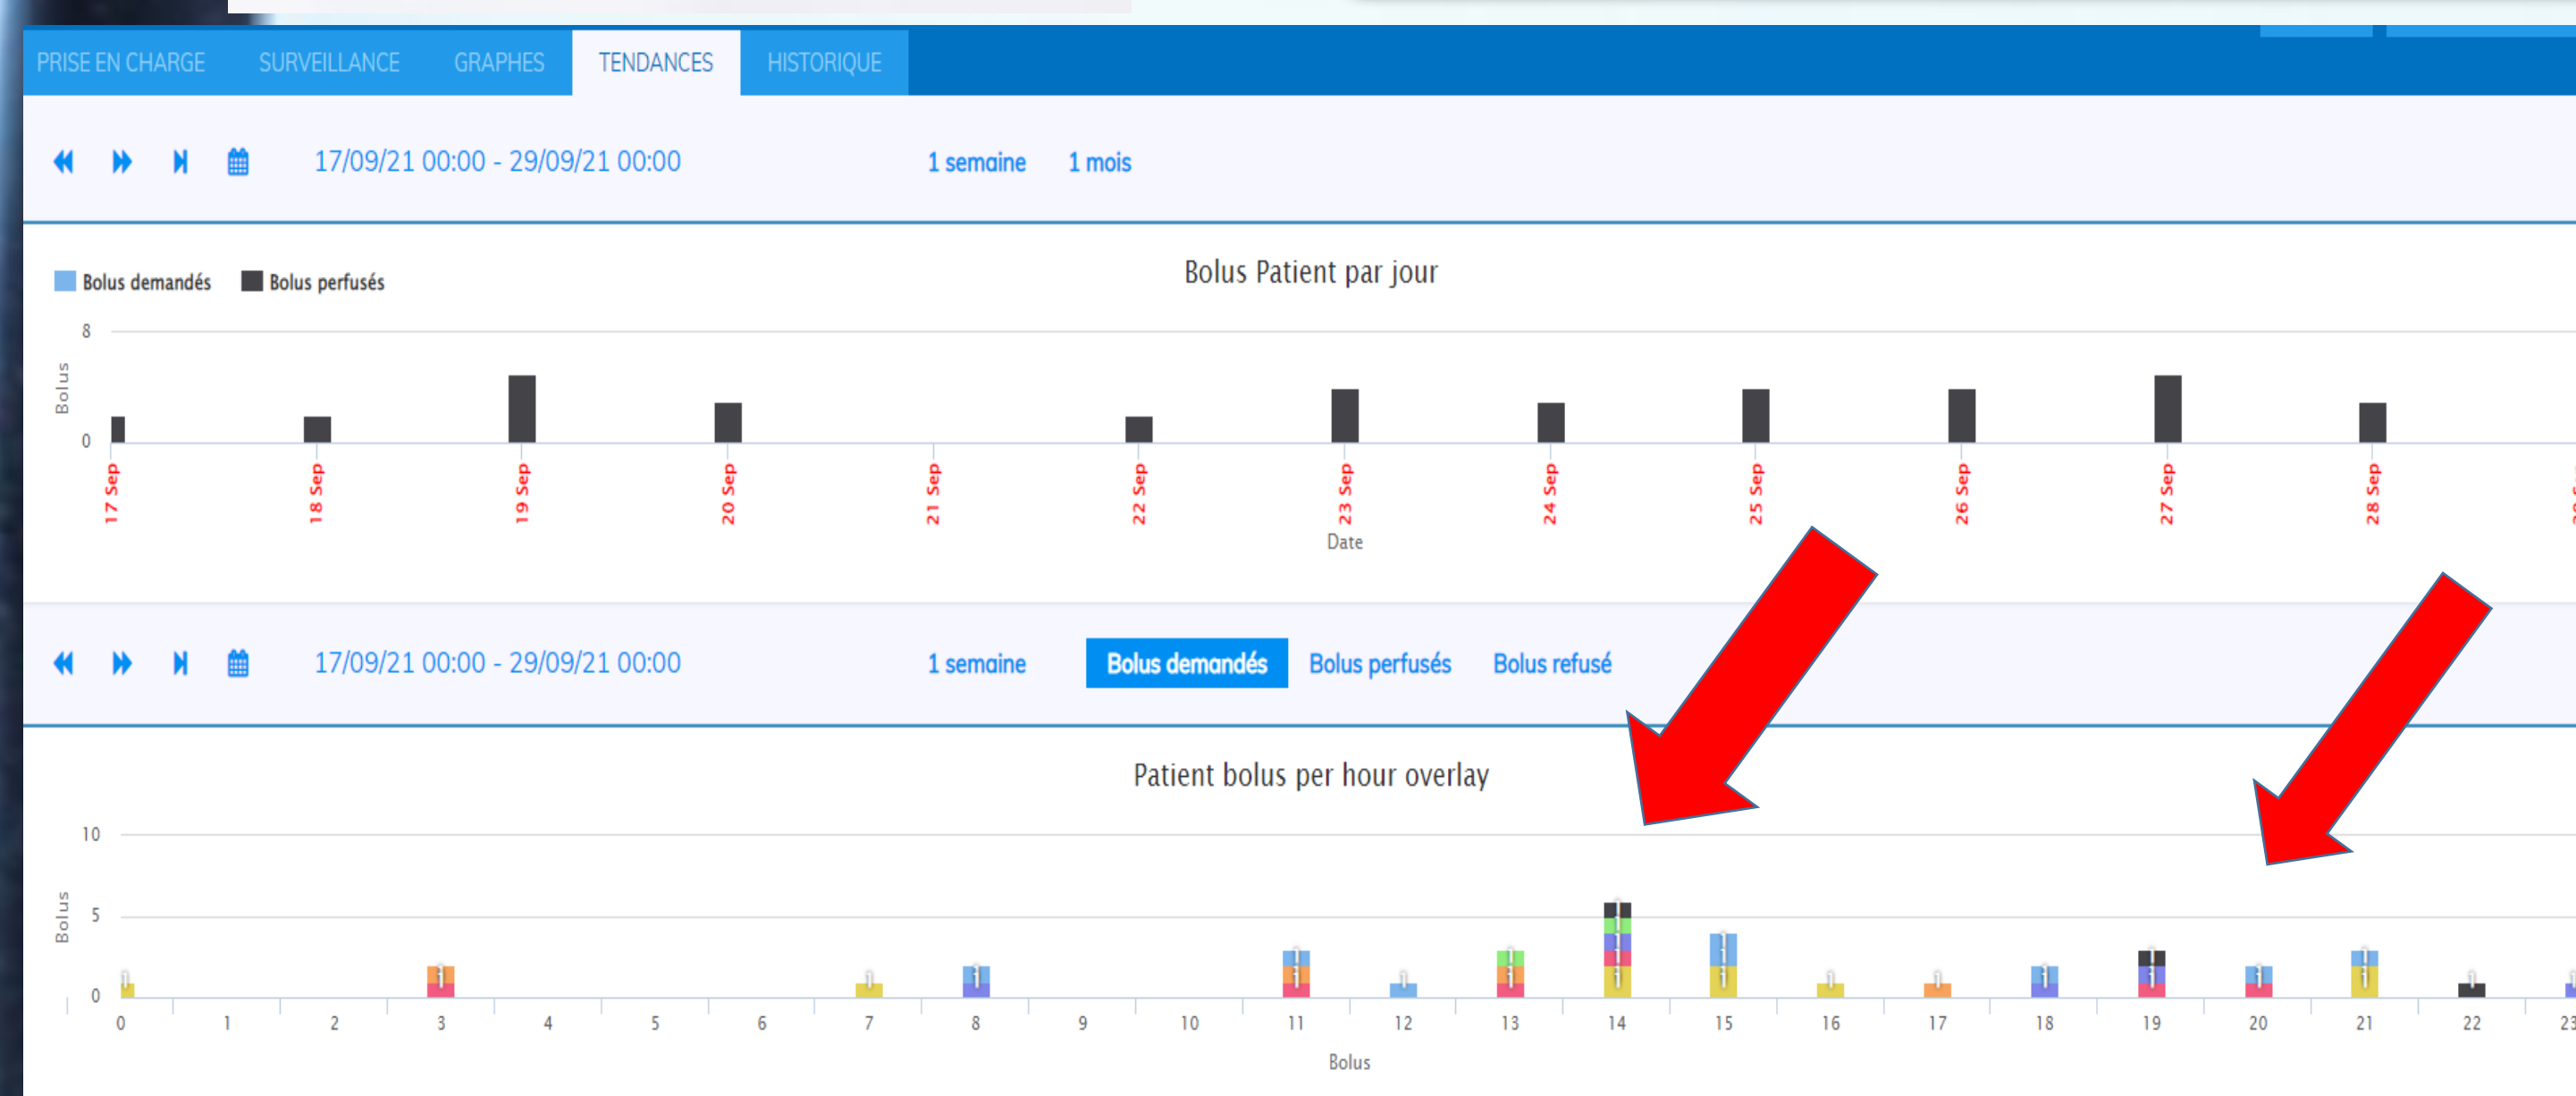 PRISE EN CHARGE SURVEILLANCE GRAPHES TENDANCES HISTORIQUE
17/09/21 00:00 - 29/09/21 00:00 1 semaine 1 mois
Bolus demandés Bolus perfusés
Bolus Patient par jour
8
Bolus
0
17 Sep 18 Sep 19 Sep 20 Sep 21 Sep 22 Sep 23 Sep 24 Sep 25 Sep 26 Sep 27 Sep 28 Sep
Date
17/09/21 00:00 - 29/09/21 00:00 1 semaine Bolus demandés Bolus perfusés Bolus refusé
Patient bolus per hour overlay
10
Bolus
5
0
0 1 2 3 4 5 6 7 8 9 10 11 12 13 14 15 16 17 18 19 20 21 22 23
Bolus